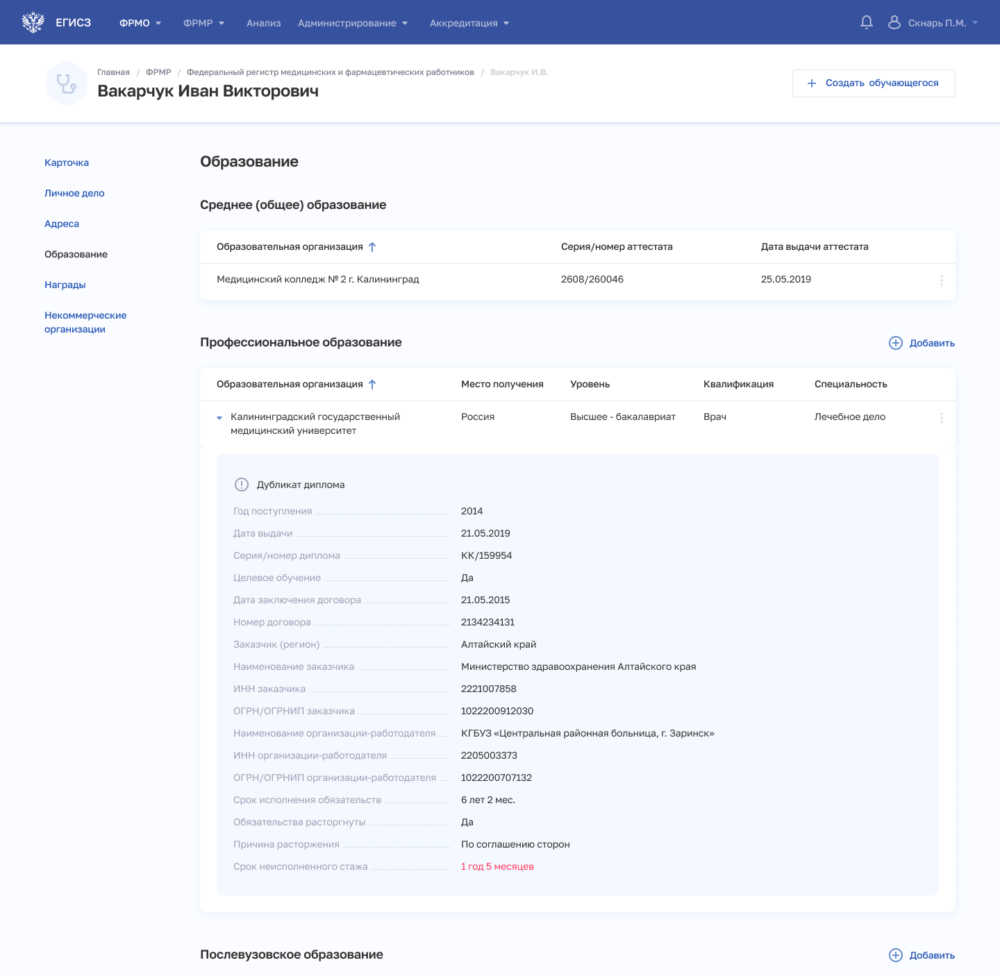 ЕГИСЗ ФРМО ФРМР Анализ Администрирование Аккредитация Скнарь П.М.
Главная / ФРМР / Федеральный регистр медицинских и фармацевтических работников / Вакарчук И.В.
Вакарчук Иван Викторович
Создать обучающегося
Карточка
Личное дело
Адреса
Образование
Награды
Некоммерческие
организации
Образование
Среднее (общее) образование
Образовательная организация Серия/номер аттестата Дата выдачи аттестата
Медицинский колледж № 2 г. Калининград 2608/260046 25.05.2019
Профессиональное образование Добавить
Образовательная организация Место получения Уровень Квалификация Специальность
Калининградский государственный Россия Высшее - бакалавриат Врач Лечебное дело
медицинский университет
Дубликат диплома
Год поступления 2014
Дата выдачи 21.05.2019
Серия/номер диплома КК/159954
Целевое обучение Да
Дата заключения договора 21.05.2015
Номер договора 2134234131
Заказчик (регион) Алтайский край
Наименование заказчика Министерство здравоохранения Алтайского края
ИНН заказчика 2221007858
ОГРН/ОГРНИП заказчика 1022200912030
Наименование организации-работодателя КГБУЗ «Центральная районная больница, г. Заринск»
ИНН организации-работодателя 2205003373
ОГРН/ОГРНИП организации-работодателя 1022200707132
Срок исполнения обязательств 6 лет 2 мес.
Обязательства расторгнуты Да
Причина расторжения По соглашению сторон
Срок неисполненного стажа 1 год 5 месяцев
Послевузовское образование Добавить